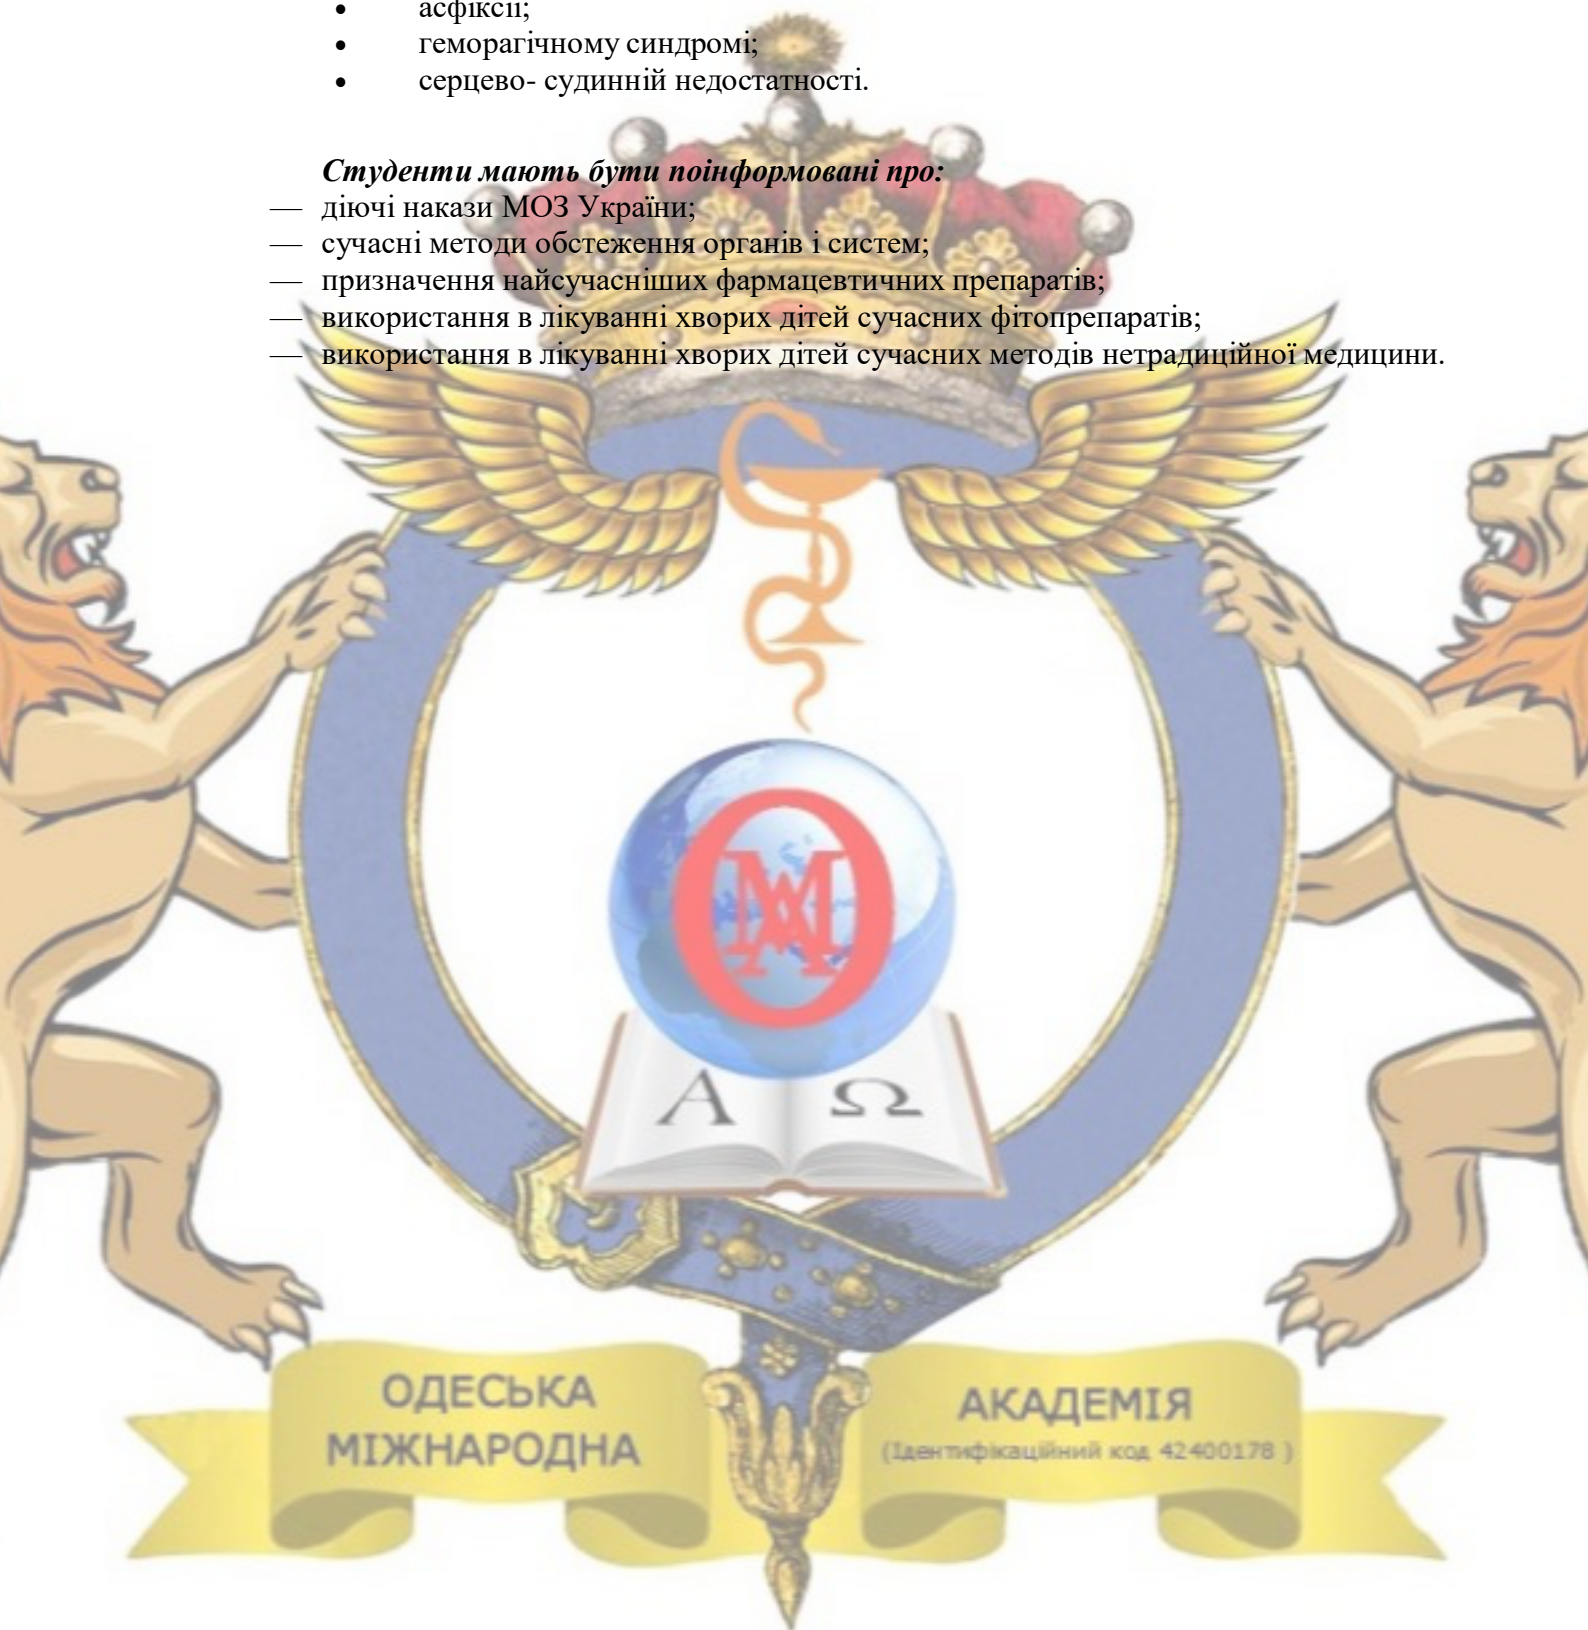 • асфіксії;
• геморагічному синдромі;
• серцево- судинній недостатності.
Студенти мають бути поінформовані про:
— діючі накази МОЗ України;
— сучасні методи обстеження органів і систем;
— призначення найсучасніших фармацевтичних препаратів;
— використання в лікуванні хворих дітей сучасних фітопрепаратів;
— використання в лікуванні хворих дітей сучасних методів нетрадиційної медицини.
ОМА
Α Ω
ОДЕСЬКА
МІЖНАРОДНА
АКАДЕМІЯ
(Ідентифікаційний код 42400178 )